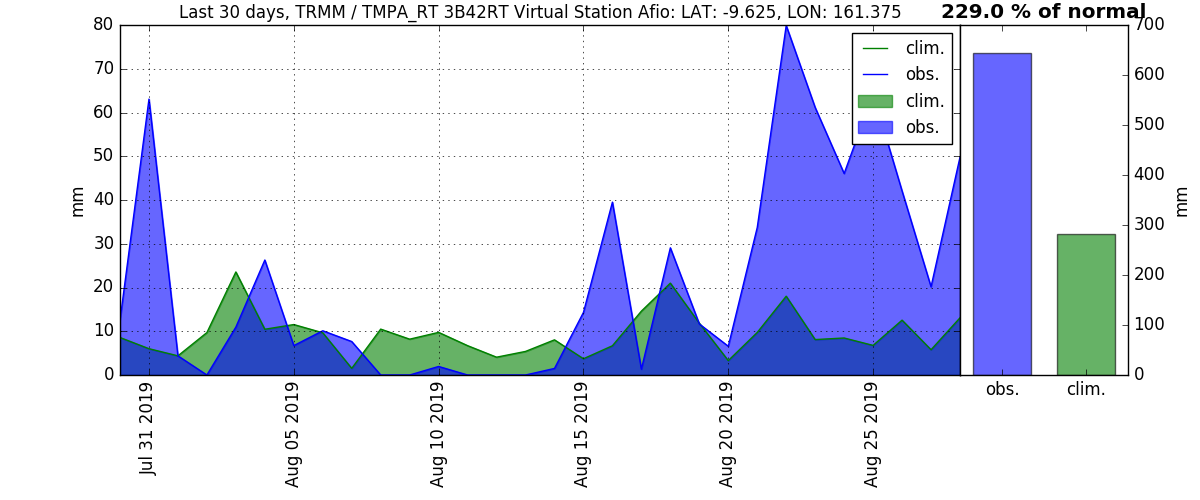 Last 30 days, TRMM / TMPA_RT 3B42RT Virtual Station Afio: LAT: -9.625, LON: 161.375
229.0 % of normal
80
70
60
50
40
30
20
10
0
mm
clim.
obs.
clim.
obs.
Jul 31 2019
Aug 05 2019
Aug 10 2019
Aug 15 2019
Aug 20 2019
Aug 25 2019
700
600
500
400
300
200
100
0
mm
obs.
clim.